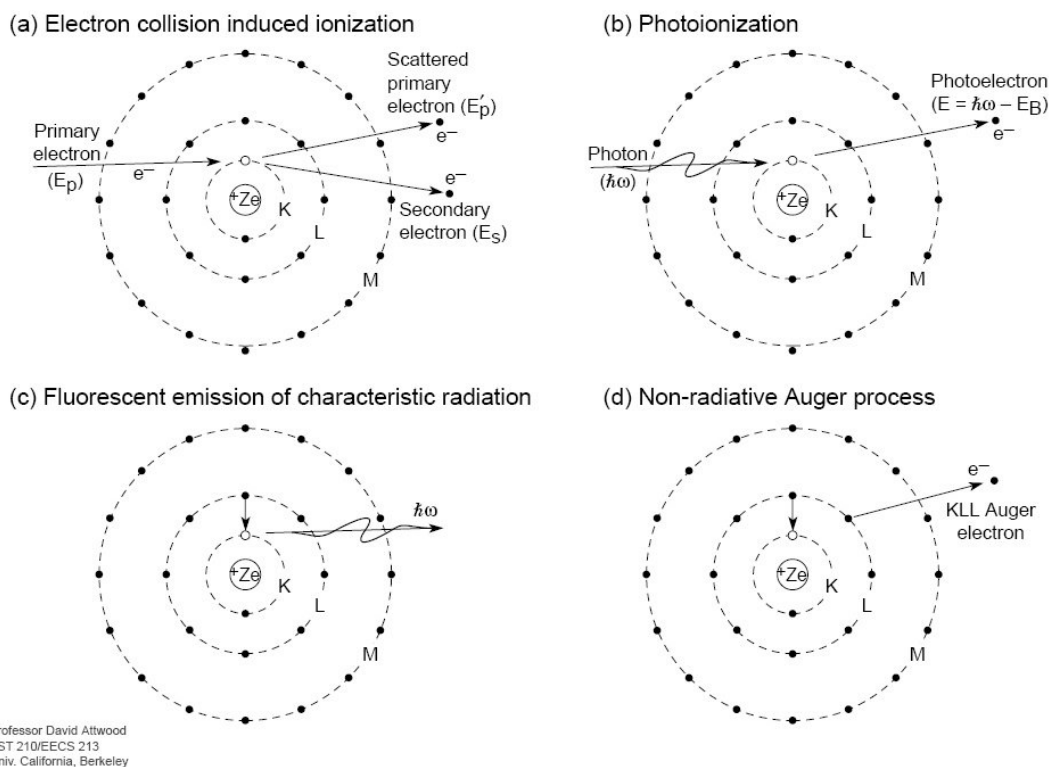 (a) Electron collision induced ionization
Scattered
primary
electron (E′p)
e–
Primary
electron
(Ep)
e–
e–
Secondary
electron (Es)
+Ze
K
L
M
(b) Photoionization
Photoelectron
(E = ℏω – EB)
e–
Photon
(ℏω)
+Ze
K
L
M
(c) Fluorescent emission of characteristic radiation
ℏω
+Ze
K
L
M
(d) Non-radiative Auger process
e–
KLL Auger
electron
+Ze
K
L
M
rofessor David Attwood
ST 210/EECS 213
niv. California, Berkeley